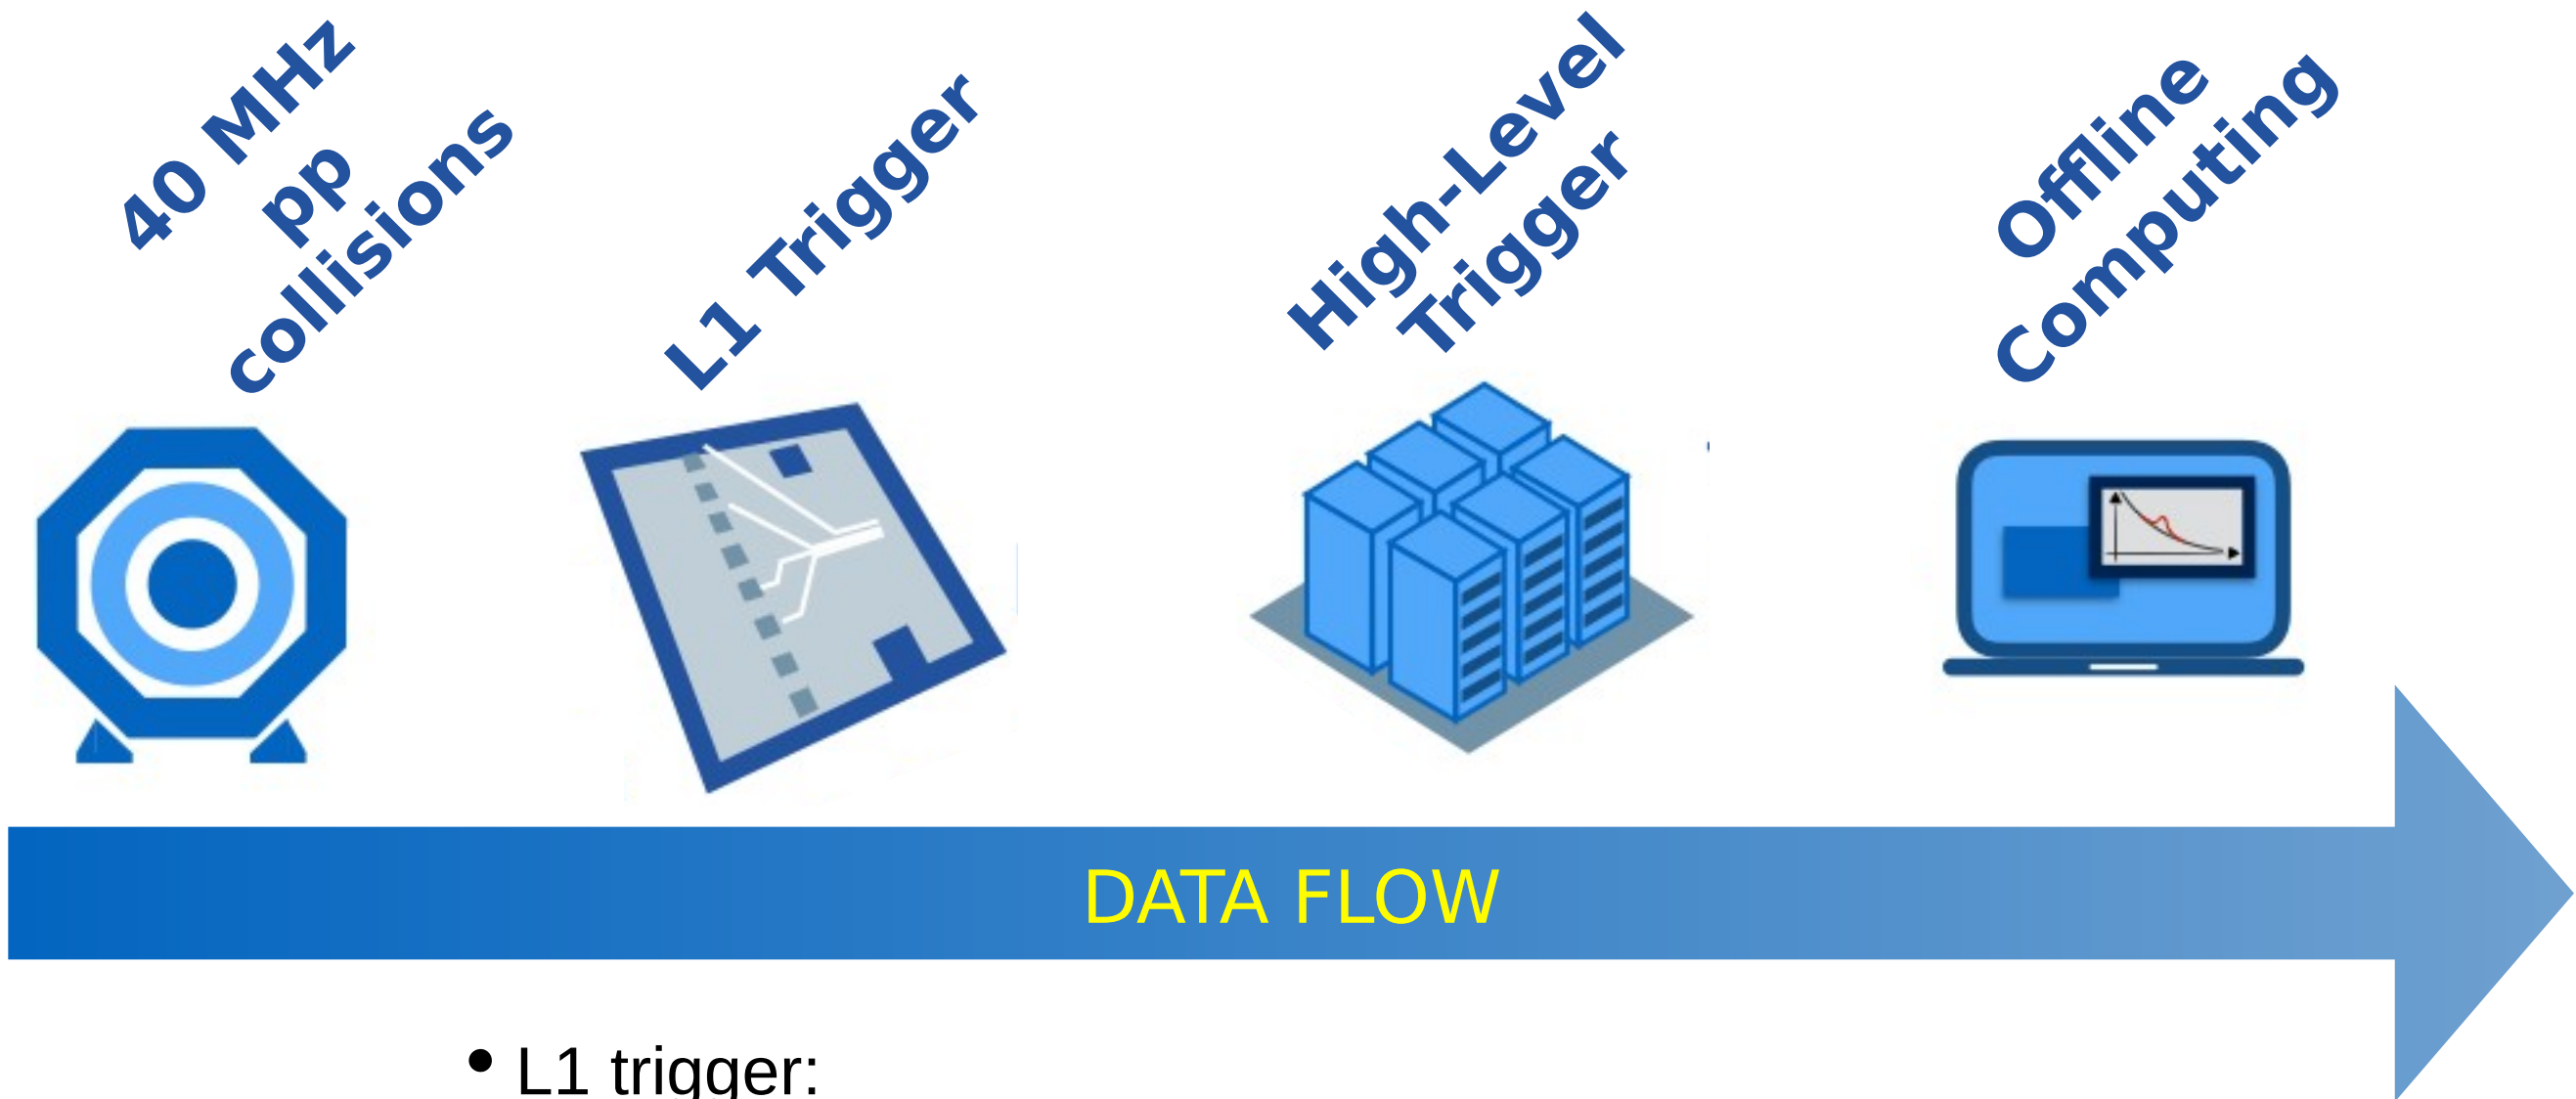 40 MHz
pp
collisions
L1 Trigger
High-Level
Trigger
Offline
Computing
DATA FLOW
• L1 trigger: